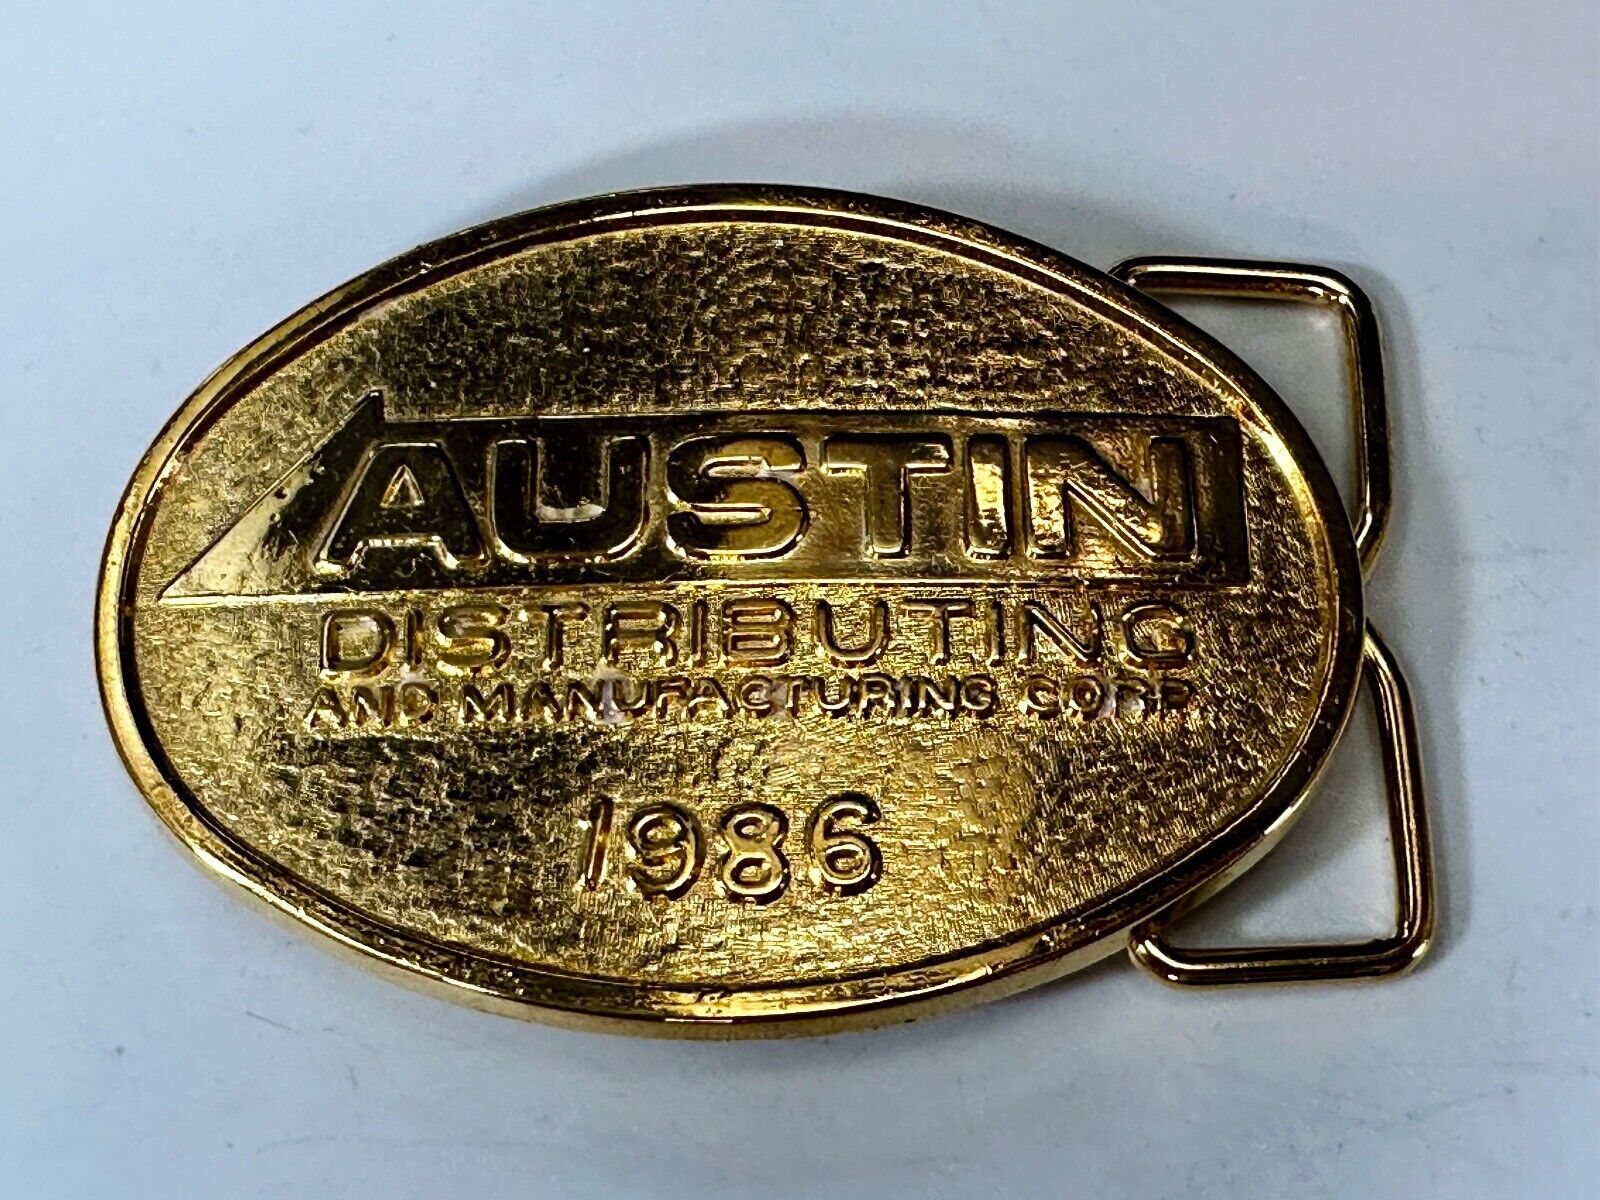 AUSTIN
DISTRIBUTING
AND MANUFACTURING CORP
1986